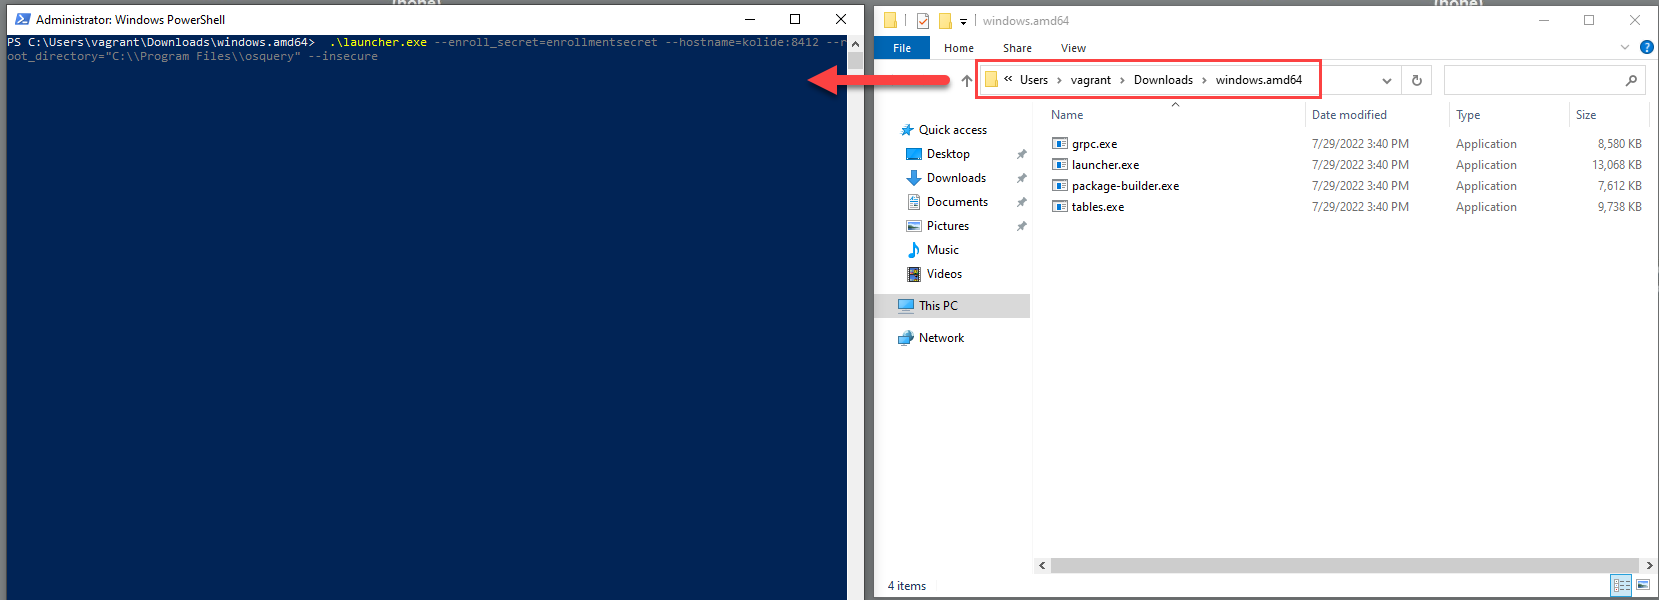 (none)
(none)
Administrator: Windows PowerShell
PS C:\Users\vagrant\Downloads\windows.amd64>  .\launcher.exe --enroll_secret=enrollmentsecret --hostname=kolide:8412 --r
oot_directory="C:\\Program Files\\osquery" --insecure
windows.amd64
File Home Share View
« Users > vagrant > Downloads > windows.amd64
Name Date modified Type Size
Quick access
Desktop
Downloads
Documents
Pictures
Music
Videos
This PC
Network
grpc.exe 7/29/2022 3:40 PM Application 8,580 KB
launcher.exe 7/29/2022 3:40 PM Application 13,068 KB
package-builder.exe 7/29/2022 3:40 PM Application 7,612 KB
tables.exe 7/29/2022 3:40 PM Application 9,738 KB
4 items